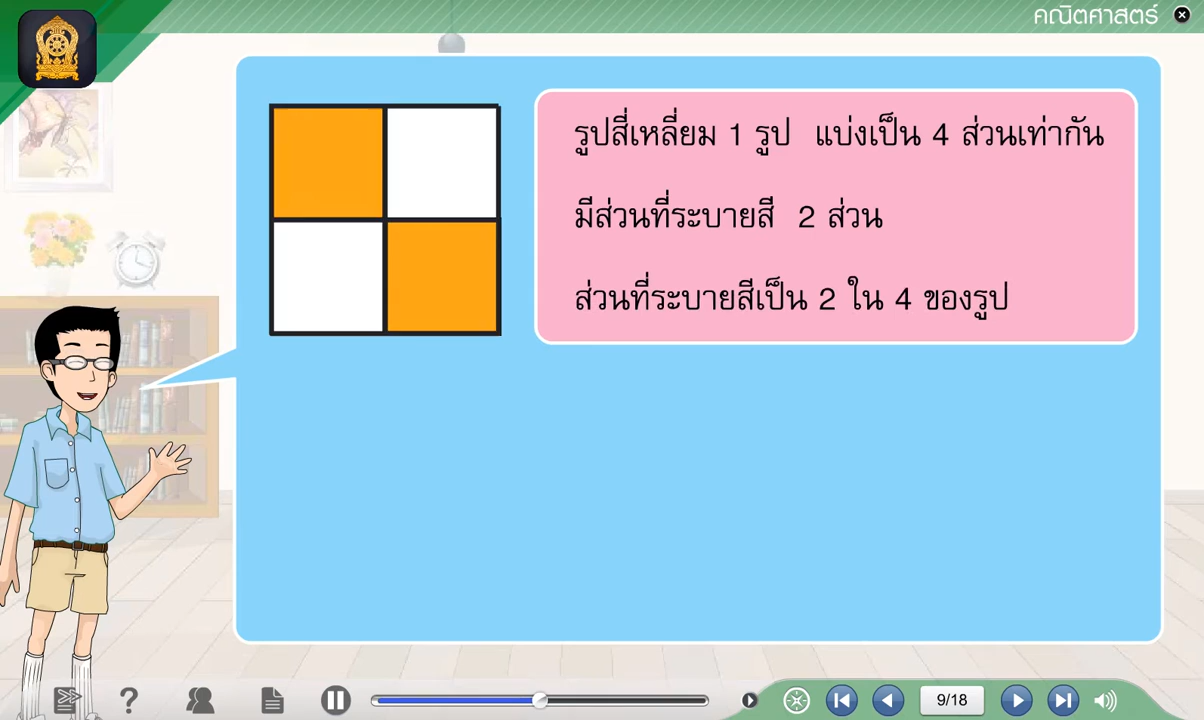 คณิตศาสตร์
รูปสี่เหลี่ยม 1 รูป แบ่งเป็น 4 ส่วนเท่ากัน
มีส่วนที่ระบายสี 2 ส่วน
ส่วนที่ระบายสีเป็น 2 ใน 4 ของรูป
9/18